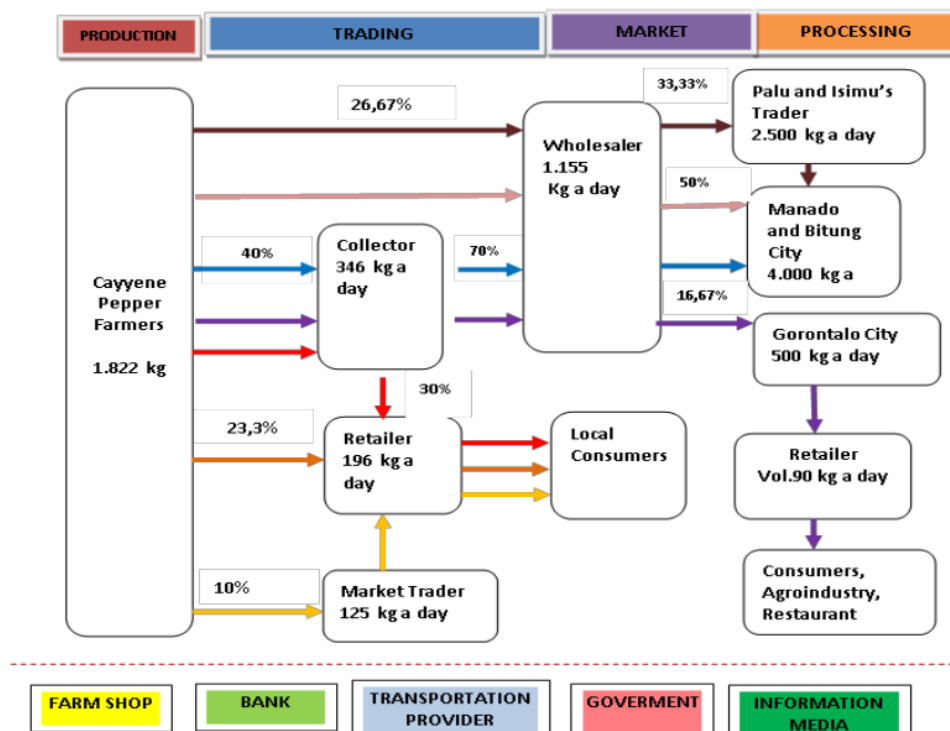 PRODUCTION
TRADING
MARKET
PROCESSING
26,67%
33,33%
Palu and Isimu's
Trader
2.500 kg a day
Wholesaler
1.155
Kg a day
50%
Manado
and Bitung
City
4.000 kg a
40%
Collector
346 kg a
day
70%
16,67%
Cayyene
Pepper
Farmers
1.822 kg
Gorontalo City
500 kg a day
30%
23,3%
Retailer
196 kg a
day
Local
Consumers
Retailer
Vol.90 kg a day
10%
Market Trader
125 kg a day
Consumers,
Agroindustry,
Restaurant
FARM SHOP
BANK
TRANSPORTATION
PROVIDER
GOVERMENT
INFORMATION
MEDIA